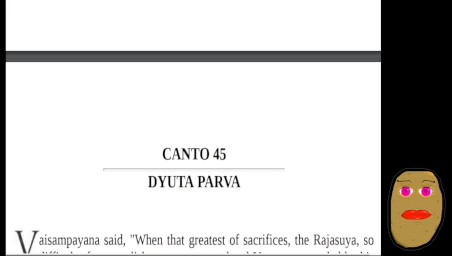 CANTO 45
DYUTA PARVA
Vaisampayana said, "When that greatest of sacrifices, the Rajasuya, so